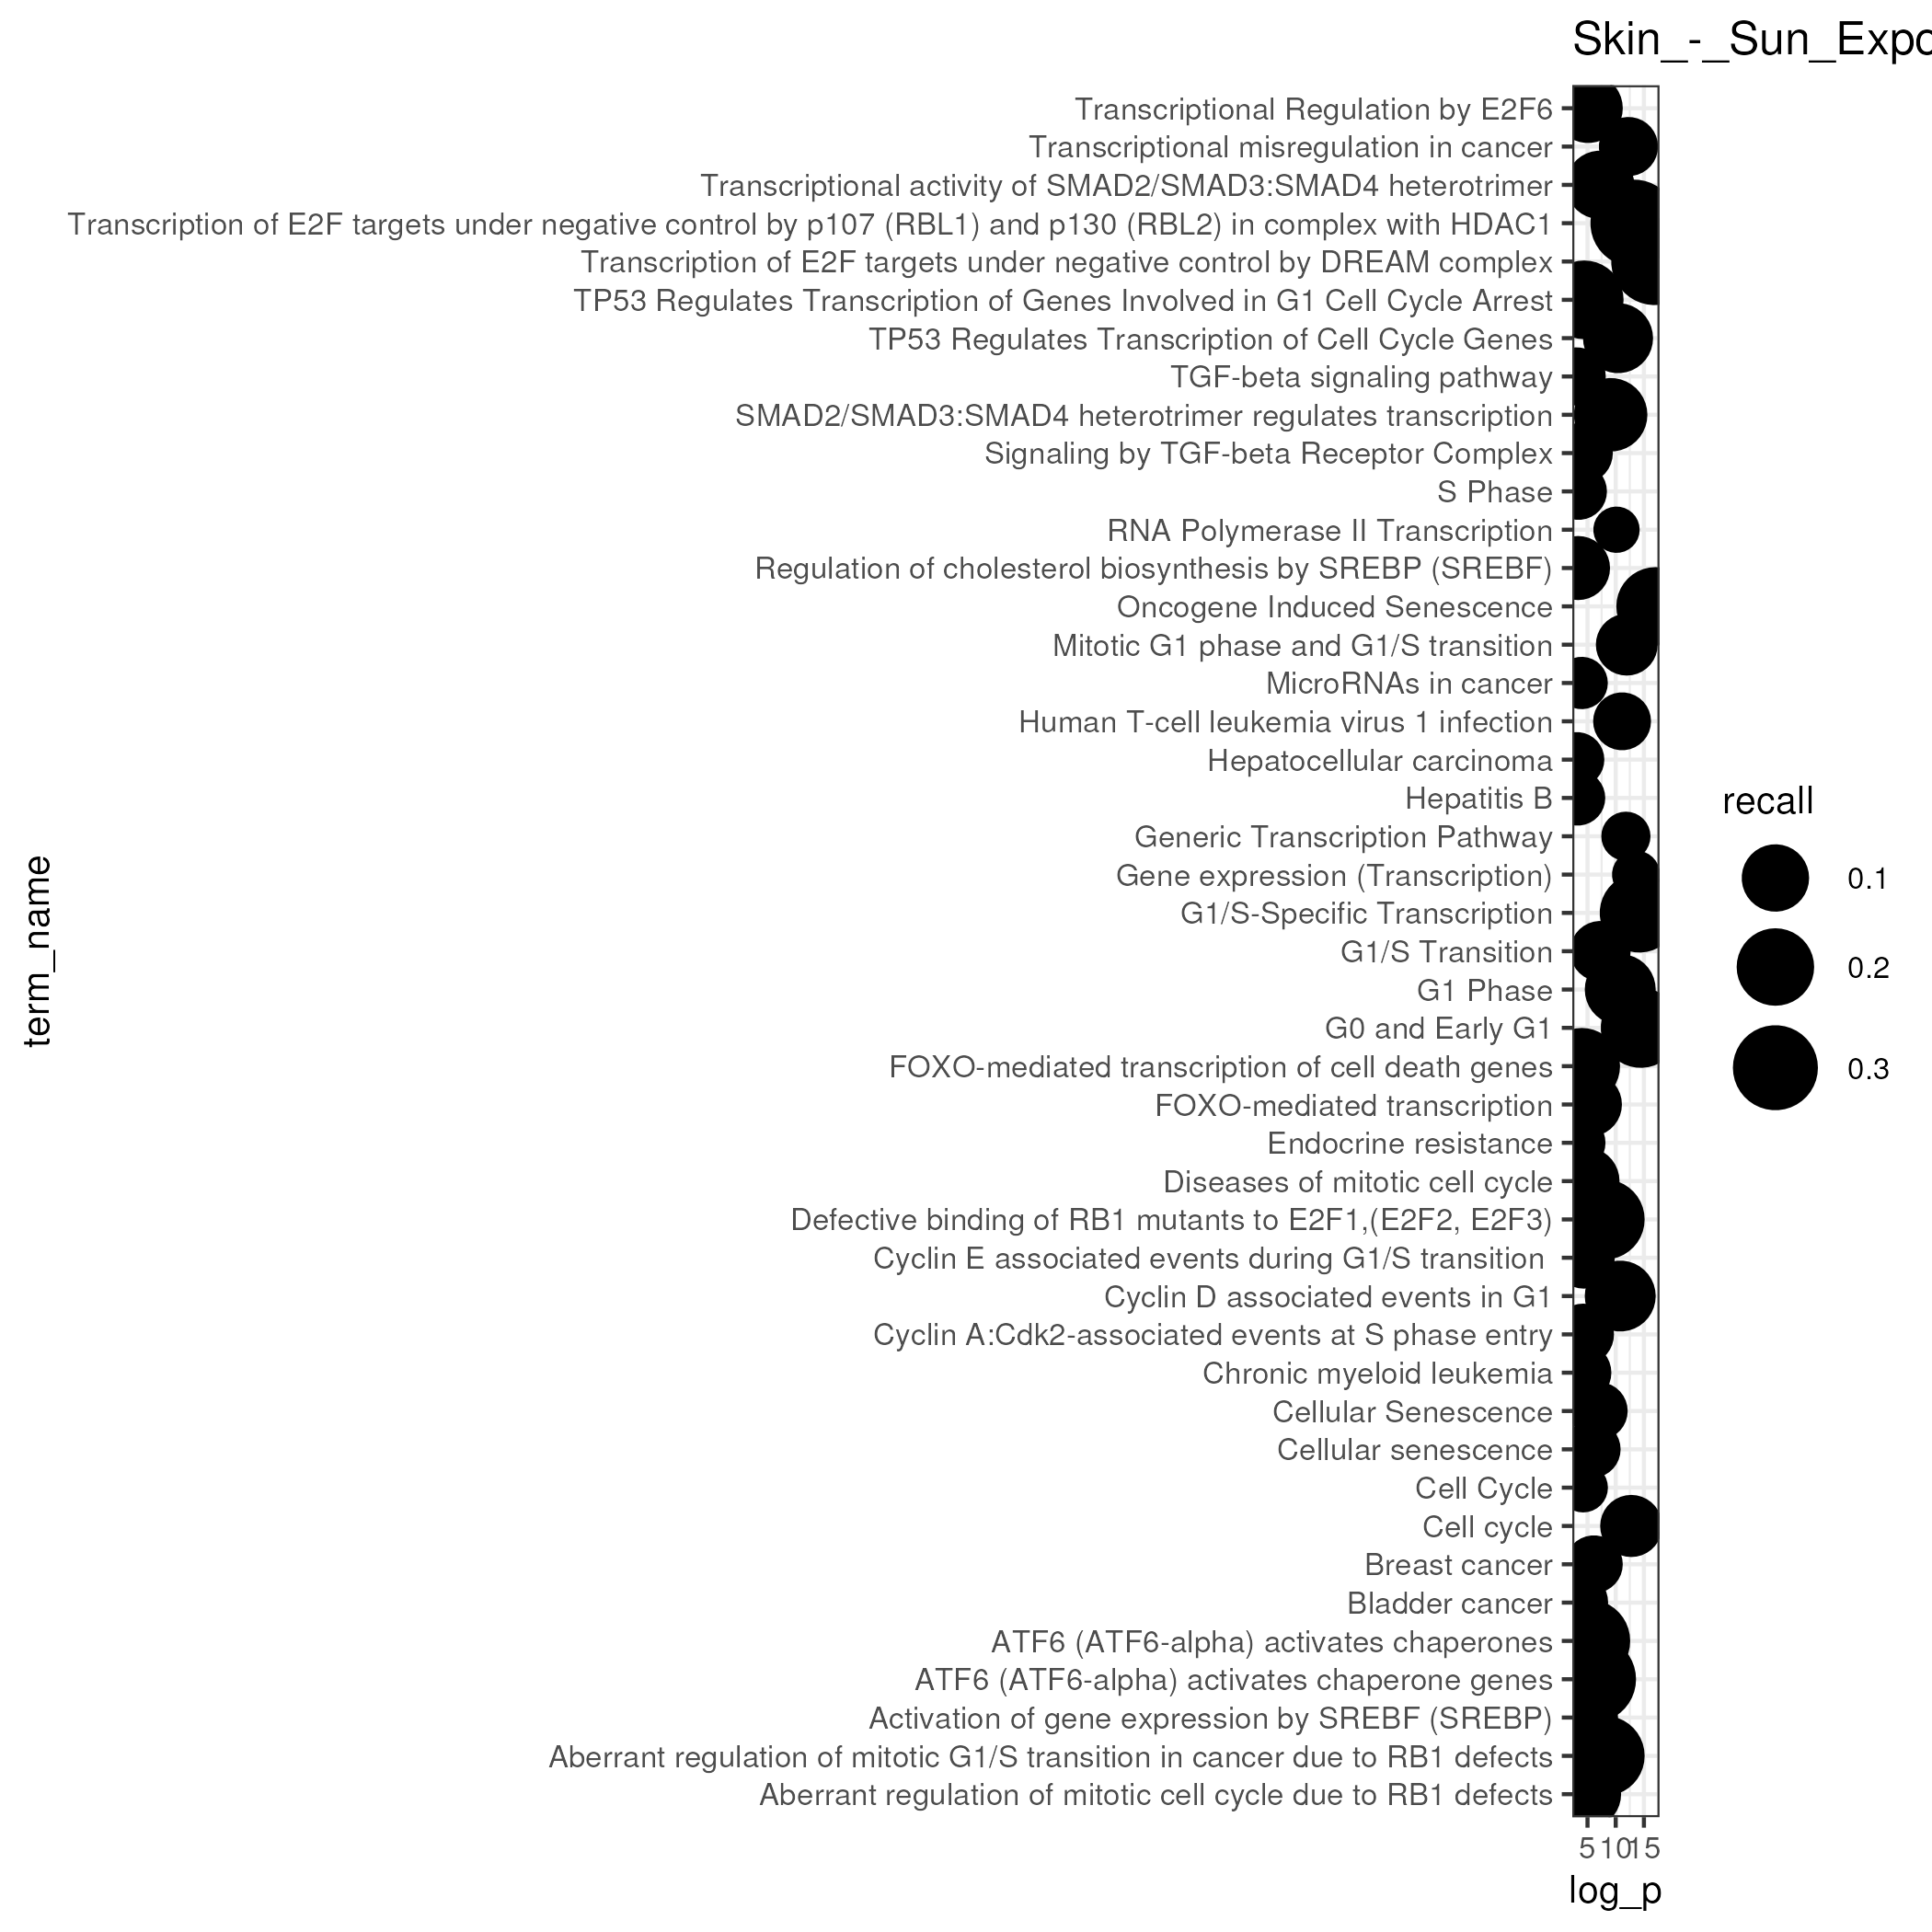 Skin_-_Sun_Expo
Transcriptional Regulation by E2F6
Transcriptional misregulation in cancer
Transcriptional activity of SMAD2/SMAD3:SMAD4 heterotrimer
Transcription of E2F targets under negative control by p107 (RBL1) and p130 (RBL2) in complex with HDAC1
Transcription of E2F targets under negative control by DREAM complex
TP53 Regulates Transcription of Genes Involved in G1 Cell Cycle Arrest
TP53 Regulates Transcription of Cell Cycle Genes
TGF-beta signaling pathway
SMAD2/SMAD3:SMAD4 heterotrimer regulates transcription
Signaling by TGF-beta Receptor Complex
S Phase
RNA Polymerase II Transcription
Regulation of cholesterol biosynthesis by SREBP (SREBF)
Oncogene Induced Senescence
Mitotic G1 phase and G1/S transition
MicroRNAs in cancer
Human T-cell leukemia virus 1 infection
Hepatocellular carcinoma
Hepatitis B
Generic Transcription Pathway
Gene expression (Transcription)
G1/S-Specific Transcription
G1/S Transition
G1 Phase
G0 and Early G1
FOXO-mediated transcription of cell death genes
FOXO-mediated transcription
Endocrine resistance
Diseases of mitotic cell cycle
Defective binding of RB1 mutants to E2F1,(E2F2, E2F3)
Cyclin E associated events during G1/S transition
Cyclin D associated events in G1
Cyclin A:Cdk2-associated events at S phase entry
Chronic myeloid leukemia
Cellular Senescence
Cellular senescence
Cell Cycle
Cell cycle
Breast cancer
Bladder cancer
ATF6 (ATF6-alpha) activates chaperones
ATF6 (ATF6-alpha) activates chaperone genes
Activation of gene expression by SREBF (SREBP)
Aberrant regulation of mitotic G1/S transition in cancer due to RB1 defects
Aberrant regulation of mitotic cell cycle due to RB1 defects
term_name
5 10 15
log_p
recall
0.1
0.2
0.3